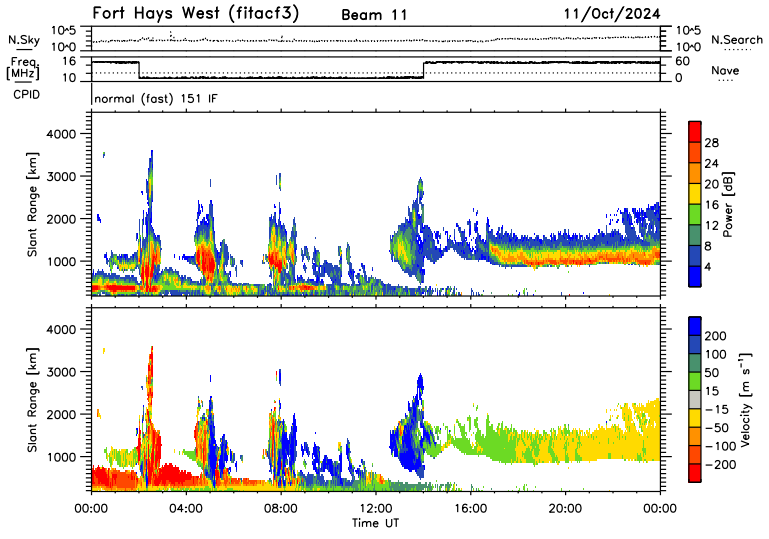 Fort Hays West (fitacf3) Beam 11 11/Oct/2024
N.Sky 10^5 10^0 10^5 10^0 N.Search
Freq. [MHz] 16 10 60 0 Nave
CPID normal (fast) 151 IF
Slant Range [km]
4000
3000
2000
1000
28
24
20
16
12
8
4
Power [dB]
Slant Range [km]
4000
3000
2000
1000
200
100
50
15
-15
-50
-100
-200
Velocity [m s⁻¹]
00:00 04:00 08:00 12:00 16:00 20:00 00:00
Time UT